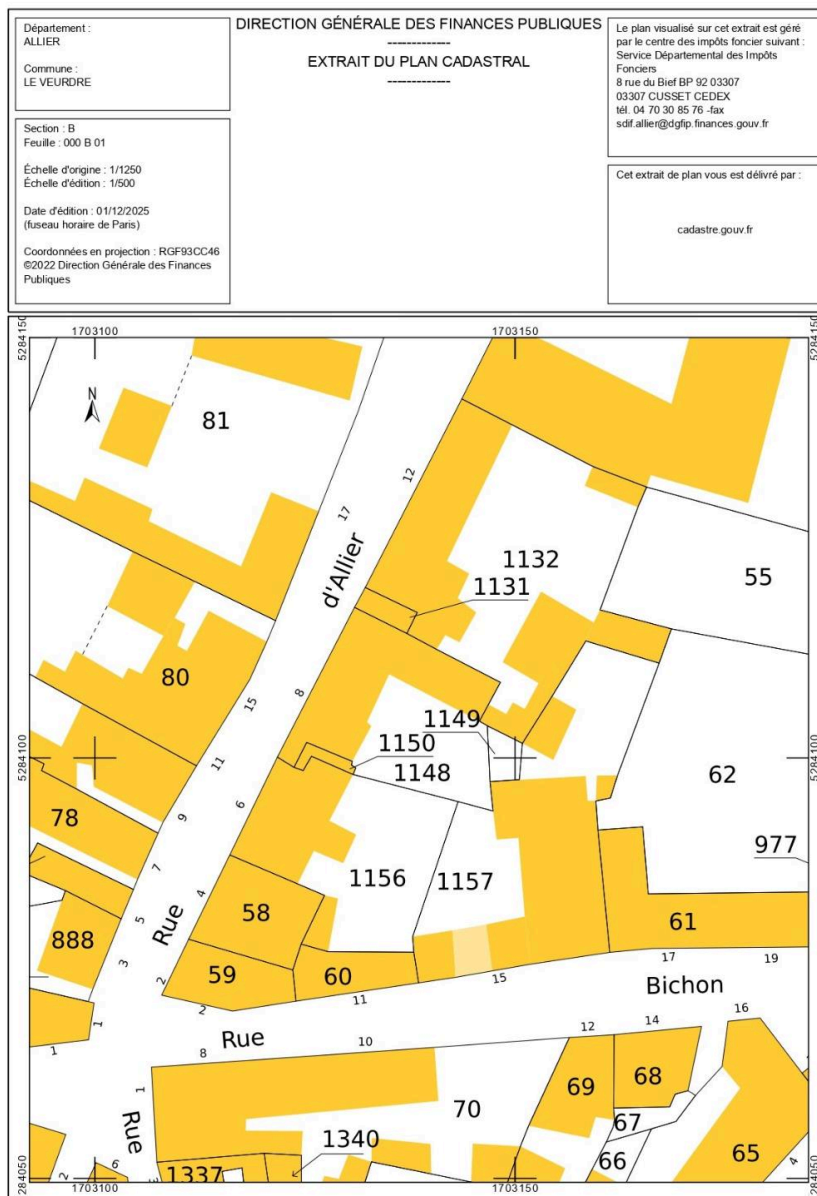 Département :
ALLIER
Commune :
LE VEURDRE
Section : B
Feuille : 000 B 01
Échelle d'origine : 1/1250
Échelle d'édition : 1/500
Date d'édition : 01/12/2025
(fuseau horaire de Paris)
Coordonnées en projection : RGF93CC46
©2022 Direction Générale des Finances
Publiques
DIRECTION GÉNÉRALE DES FINANCES PUBLIQUES
-------------
EXTRAIT DU PLAN CADASTRAL
-------------
Le plan visualisé sur cet extrait est géré
par le centre des impôts foncier suivant :
Service Départemental des Impôts
Fonciers
8 rue du Bief BP 92 03307
03307 CUSSET CEDEX
tél. 04 70 30 85 76 -fax
sdif.allier@dgfip.finances.gouv.fr
Cet extrait de plan vous est délivré par :
cadastre.gouv.fr
1703100
1703150
5284150
5284150
N
81
12
17
d'Allier
1132
1131
55
80
15
8
1149
1150
1148
5284100
5284100
11
62
6
9
78
7
977
1156
1157
4
58
5
888
Rue
61
3
59
60
17
19
2
2
11
15
Bichon
1
1
Rue
8
10
12
14
16
1
69
68
70
67
Rue
1340
66
65
6
2
1337
3
4
5284050
284050
1703100
1703150